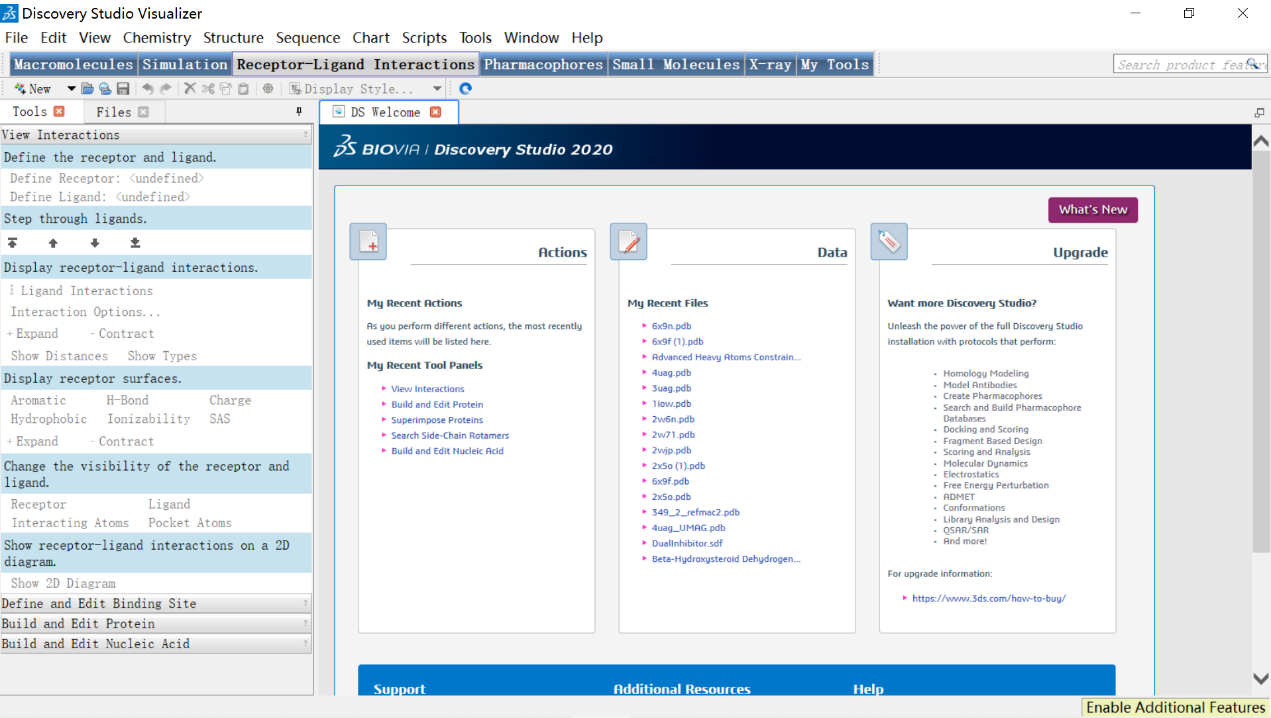 Discovery Studio Visualizer
File Edit View Chemistry Structure Sequence Chart Scripts Tools Window Help
Macromolecules Simulation Receptor-Ligand Interactions Pharmacophores Small Molecules X-ray My Tools
New Display Style...
Tools Files
View Interactions ?
Define the receptor and ligand.
Define Receptor: <undefined>
Define Ligand: <undefined>
Step through ligands.
Display receptor-ligand interactions.
Ligand Interactions
Interaction Options...
+Expand -Contract
Show Distances Show Types
Display receptor surfaces.
Aromatic H-Bond Charge
Hydrophobic Ionizability SAS
+Expand -Contract
Change the visibility of the receptor and
ligand.
Receptor Ligand
Interacting Atoms Pocket Atoms
Show receptor-ligand interactions on a 2D
diagram.
Show 2D Diagram
Define and Edit Binding Site ?
Build and Edit Protein ?
Build and Edit Nucleic Acid ?
DS Welcome
BIOVIA | Discovery Studio 2020
What's New
Actions
My Recent Actions
As you perform different actions, the most recently
used items will be listed here.
My Recent Tool Panels
View Interactions
Build and Edit Protein
Superimpose Proteins
Search Side-Chain Rotamers
Build and Edit Nucleic Acid
Data
My Recent Files
6x9n.pdb
6x9f (1).pdb
Advanced Heavy Atoms Constrain...
4uag.pdb
3uag.pdb
1iow.pdb
2w6n.pdb
2w71.pdb
2wjp.pdb
2x5o (1).pdb
6x9f.pdb
2x5o.pdb
349_2_refmac2.pdb
4uag_UMAG.pdb
DualInhibitor.sdf
Beta-Hydroxysteroid Dehydrogen...
Upgrade
Want more Discovery Studio?
Unleash the power of the full Discovery Studio
installation with protocols that perform:
Homology Modeling
Model Antibodies
Create Pharmacophores
Search and Build Pharmacophore
Databases
Docking and Scoring
Fragment Based Design
Scoring and Analysis
Molecular Dynamics
Electrostatics
Free Energy Perturbation
ADMET
Conformations
Library Analysis and Design
QSAR/SAR
And more!
For upgrade information:
https://www.3ds.com/how-to-buy/
Support Additional Resources Help
Enable Additional Features